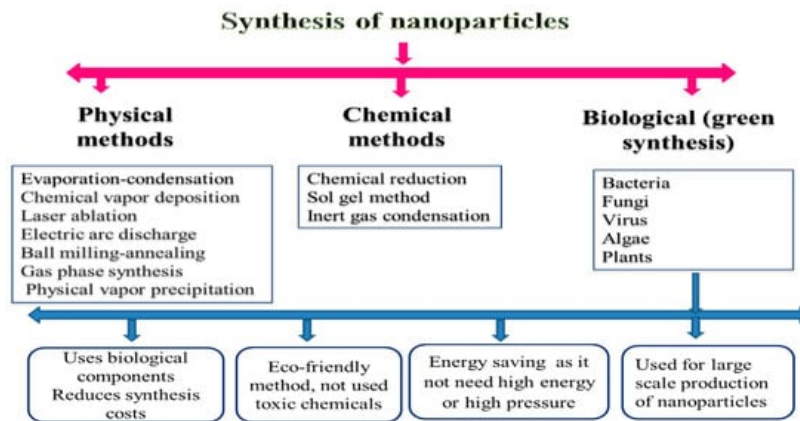 Synthesis of nanoparticles
Physical
methods
Chemical
methods
Biological (green
synthesis)
Evaporation-condensation
Chemical vapor deposition
Laser ablation
Electric arc discharge
Ball milling-annealing
Gas phase synthesis
Physical vapor precipitation
Chemical reduction
Sol gel method
Inert gas condensation
Bacteria
Fungi
Virus
Algae
Plants
Uses biological
components
Reduces synthesis
costs
Eco-friendly
method, not used
toxic chemicals
Energy saving as it
not need high energy
or high pressure
Used for large
scale production
of nanoparticles